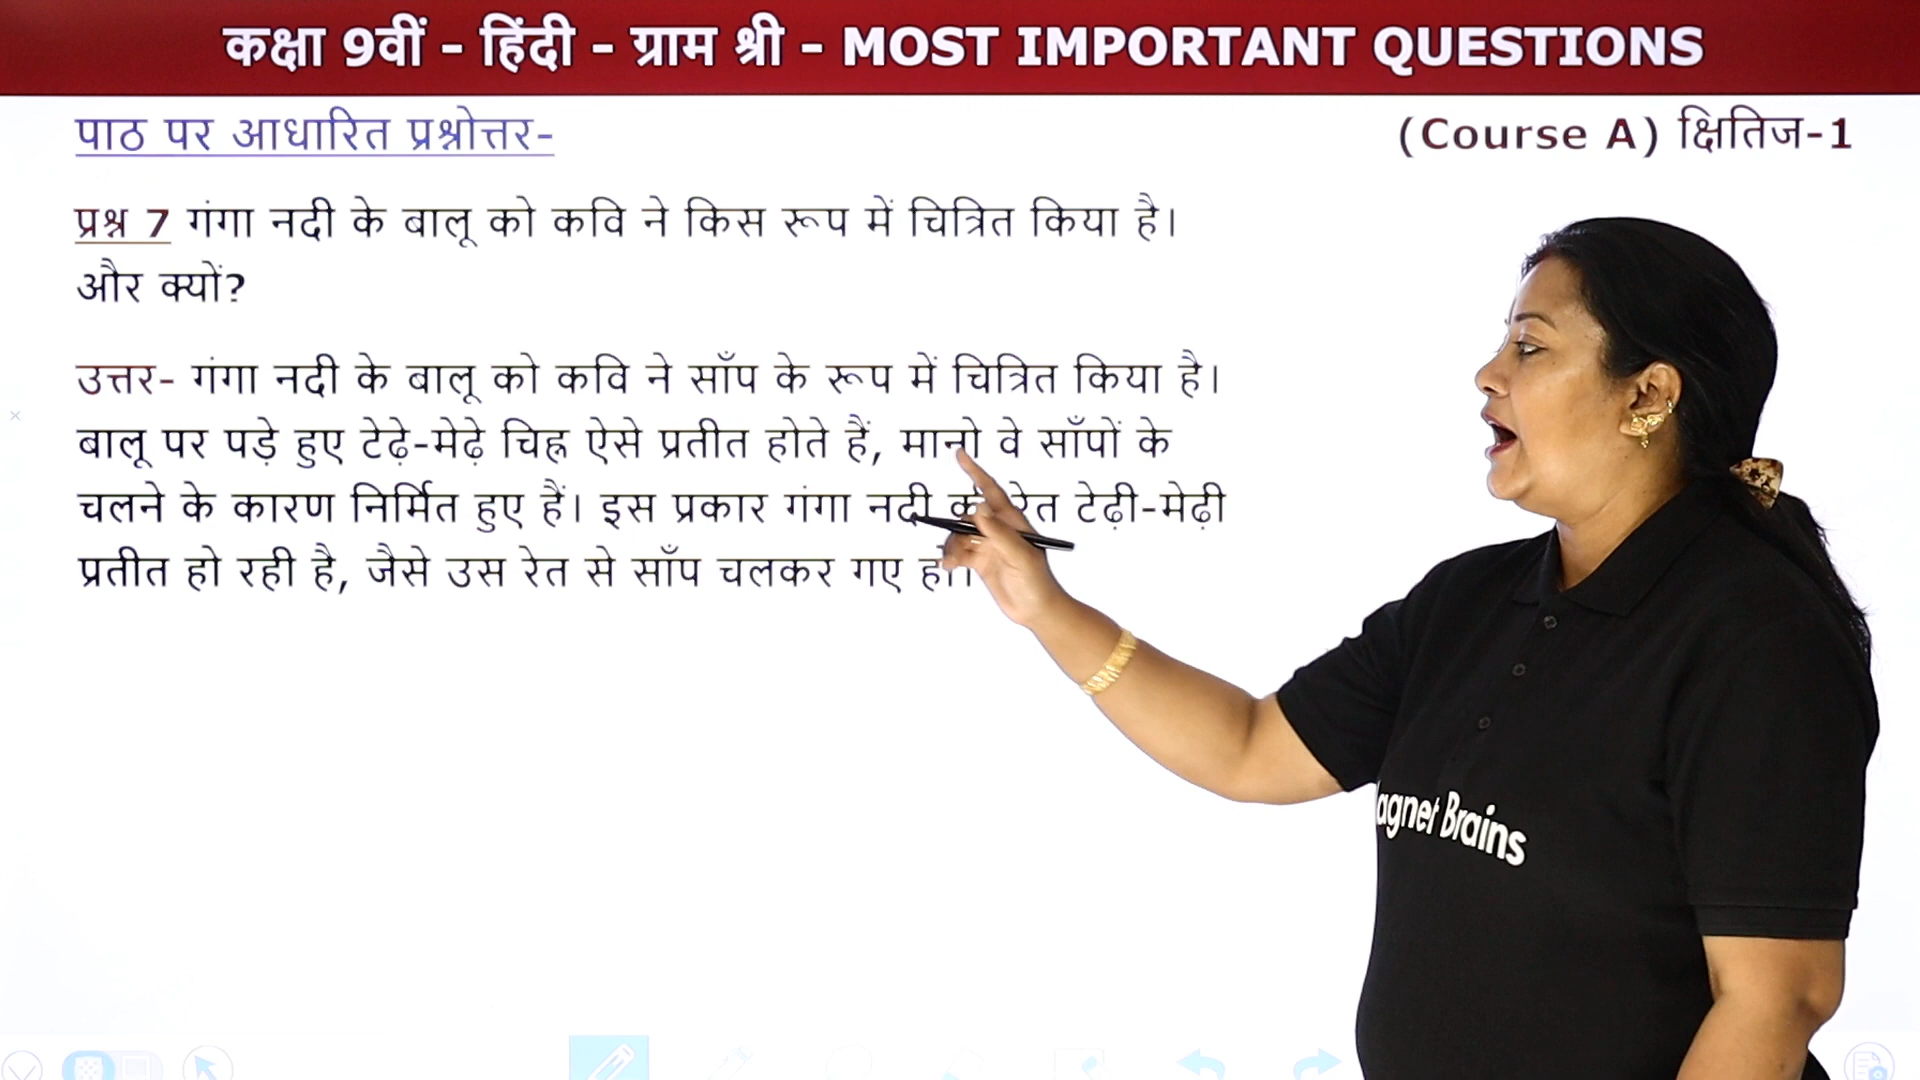 कक्षा 9वीं - हिंदी - ग्राम श्री - MOST IMPORTANT QUESTIONS
पाठ पर आधारित प्रश्नोत्तर-
(Course A) क्षितिज-1
प्रश्न 7 गंगा नदी के बालू को कवि ने किस रूप में चित्रित किया है।
और क्यों?
उत्तर- गंगा नदी के बालू को कवि ने साँप के रूप में चित्रित किया है।
बालू पर पड़े हुए टेढ़े-मेढ़े चिह्न ऐसे प्रतीत होते हैं, मानो वे साँपों के
चलने के कारण निर्मित हुए हैं। इस प्रकार गंगा नदी की रेत टेढ़ी-मेढ़ी
प्रतीत हो रही है, जैसे उस रेत से साँप चलकर गए हों।
agnet Brains